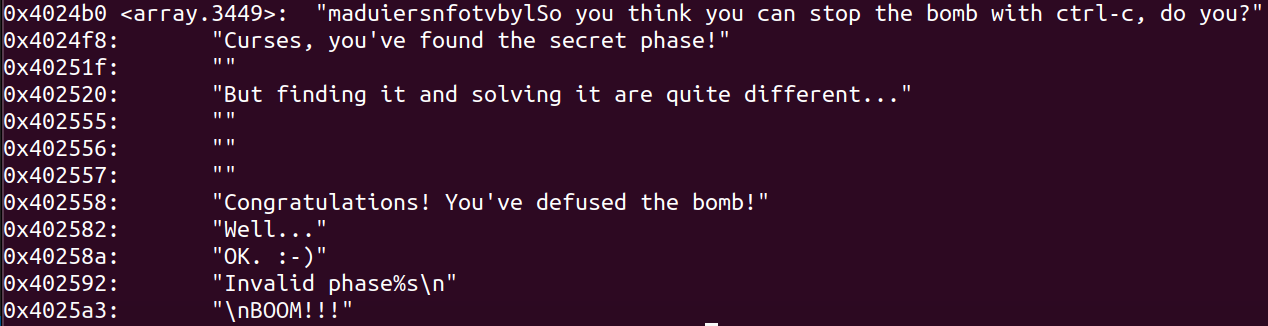 0x4024b0 <array.3449>:  "maduiersnfotvbylSo you think you can stop the bomb with ctrl-c, do you?"
0x4024f8:       "Curses, you've found the secret phase!"
0x40251f:       ""
0x402520:       "But finding it and solving it are quite different..."
0x402555:       ""
0x402556:       ""
0x402557:       ""
0x402558:       "Congratulations! You've defused the bomb!"
0x402582:       "Well..."
0x40258a:       "OK. :-)"
0x402592:       "Invalid phase%s\n"
0x4025a3:       "\nBOOM!!!"